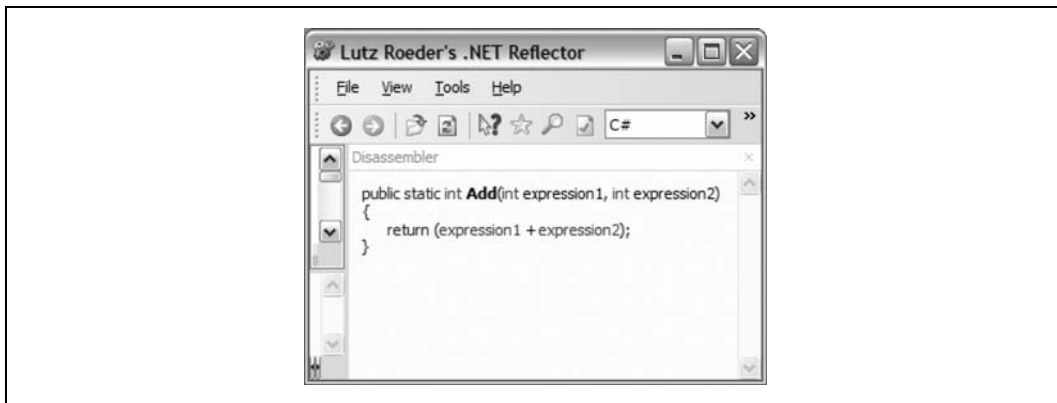 Lutz Roeder's .NET Reflector
File View Tools Help
C#
Disassembler
public static int Add(int expression1, int expression2)
{
return (expression1 + expression2);
}